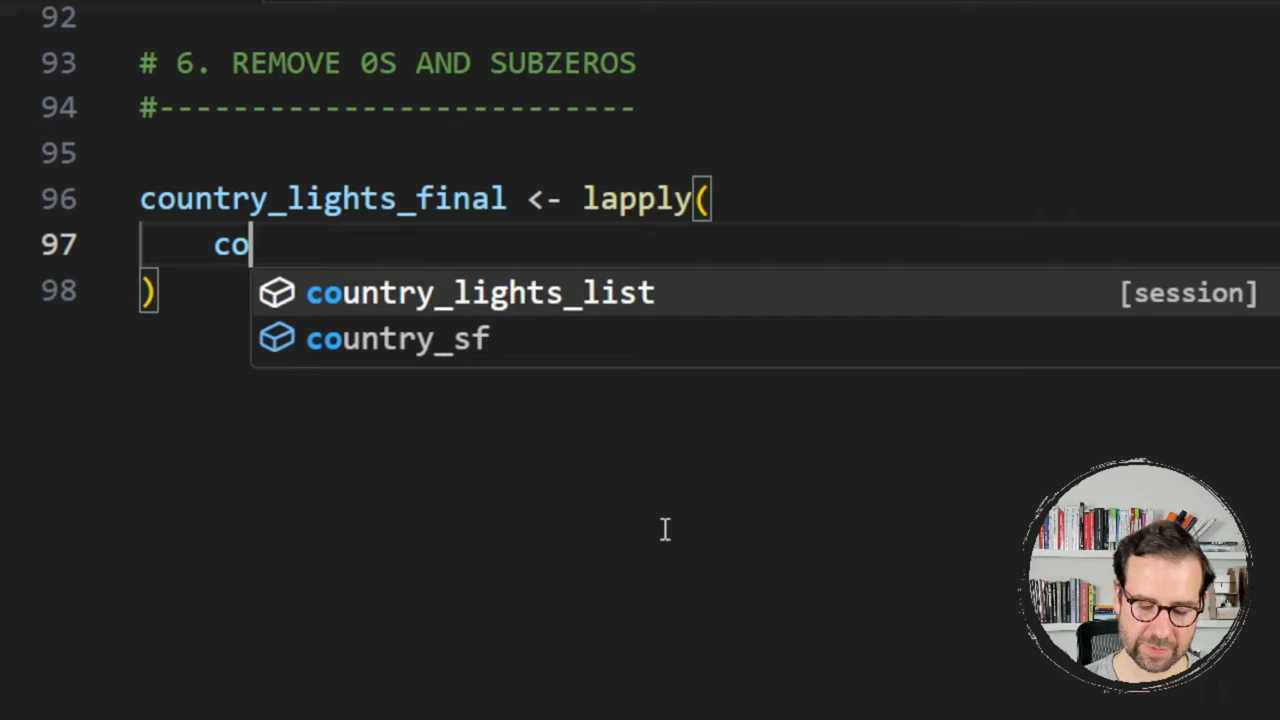 92
93 # 6. REMOVE 0S AND SUBZEROS
94 #--------------------------
95
96 country_lights_final <- lapply(
97 co
98 )
country_lights_list [session]
country_sf